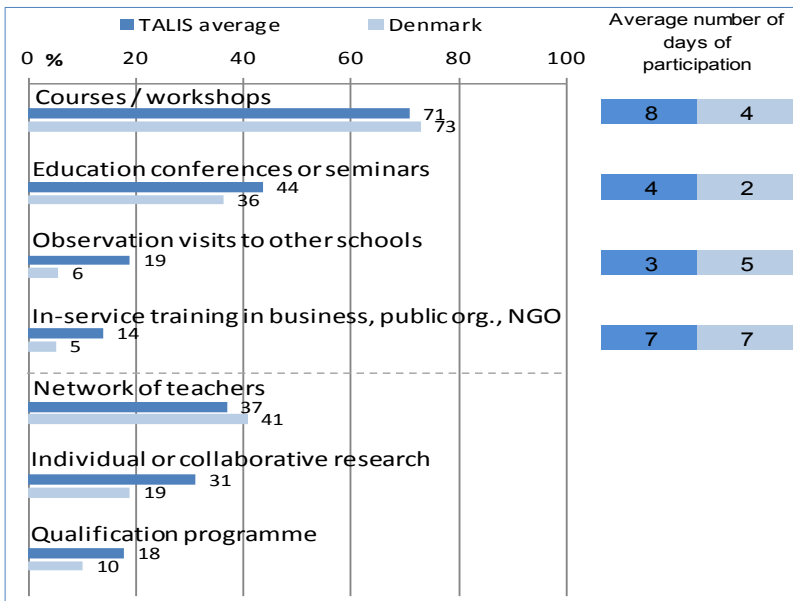 TALIS average Denmark
Average number of
days of
participation
0 % 20 40 60 80 100
Courses / workshops
71
73
8 4
Education conferences or seminars
44
36
4 2
Observation visits to other schools
19
6
3 5
In-service training in business, public org., NGO
14
5
7 7
Network of teachers
37
41
Individual or collaborative research
31
19
Qualification programme
18
10